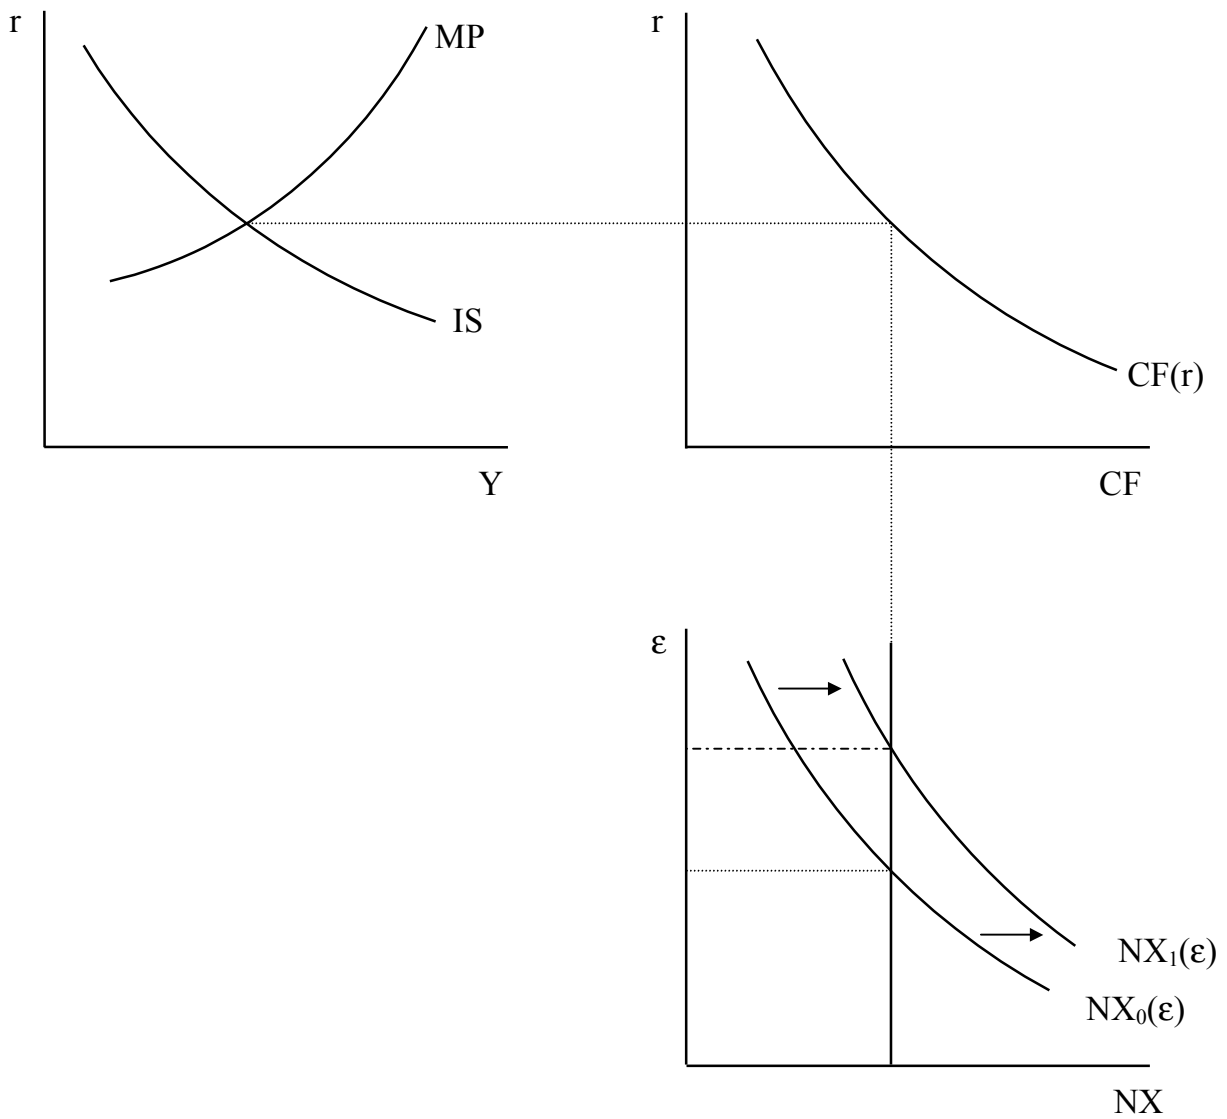 r
MP
IS
Y
r
CF(r)
CF
ε
NX₁(ε)
NX₀(ε)
NX